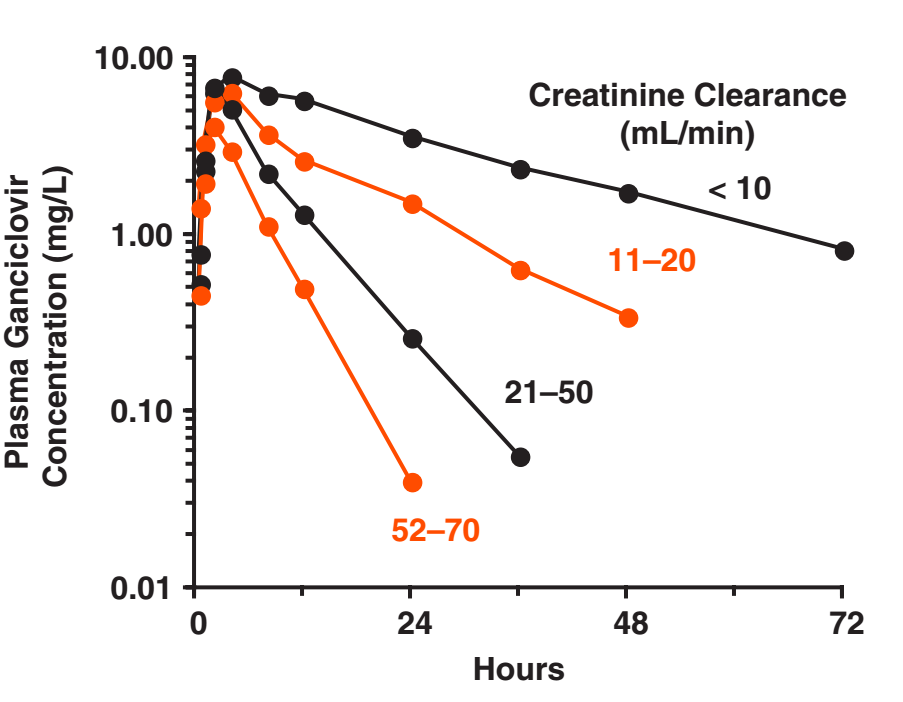 10.00
1.00
0.10
0.01
Plasma Ganciclovir
Concentration (mg/L)
Creatinine Clearance
(mL/min)
< 10
11–20
21–50
52–70
0
24
48
72
Hours